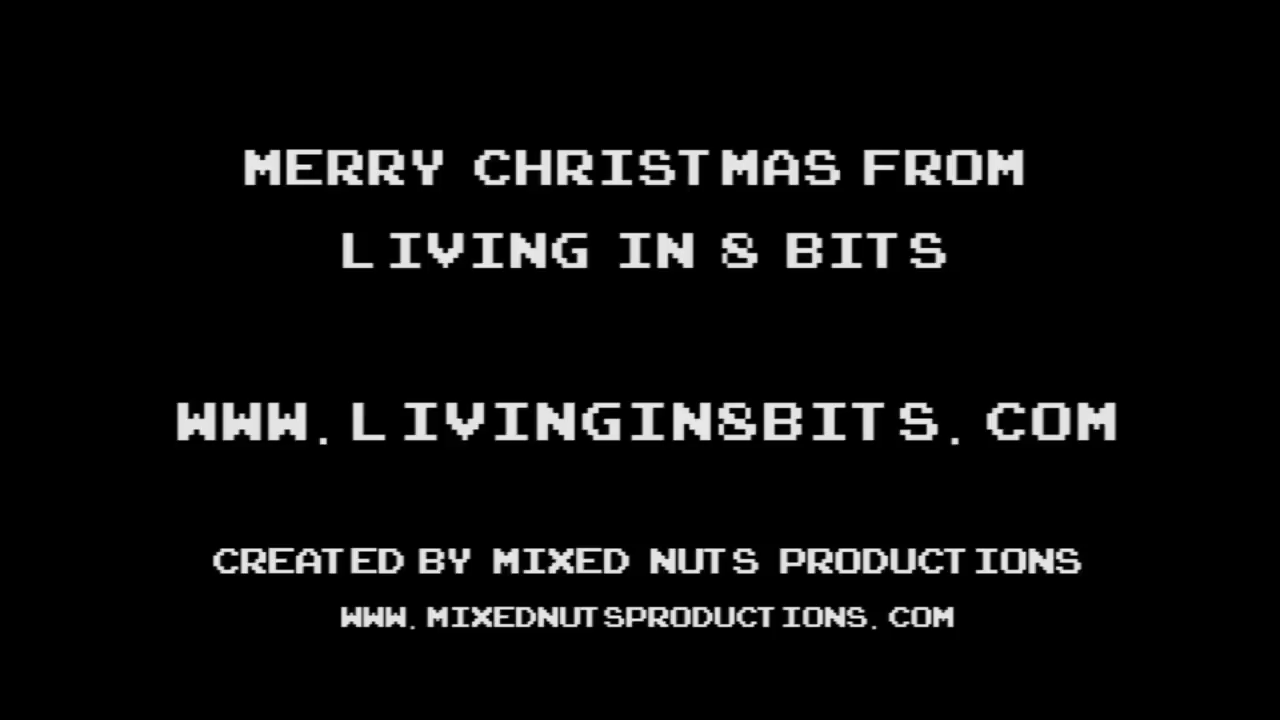 MERRY CHRISTMAS FROM
LIVING IN 8 BITS
WWW.LIVINGIN8BITS.COM
CREATED BY MIXED NUTS PRODUCTIONS
WWW.MIXEDNUTSPRODUCTIONS.COM